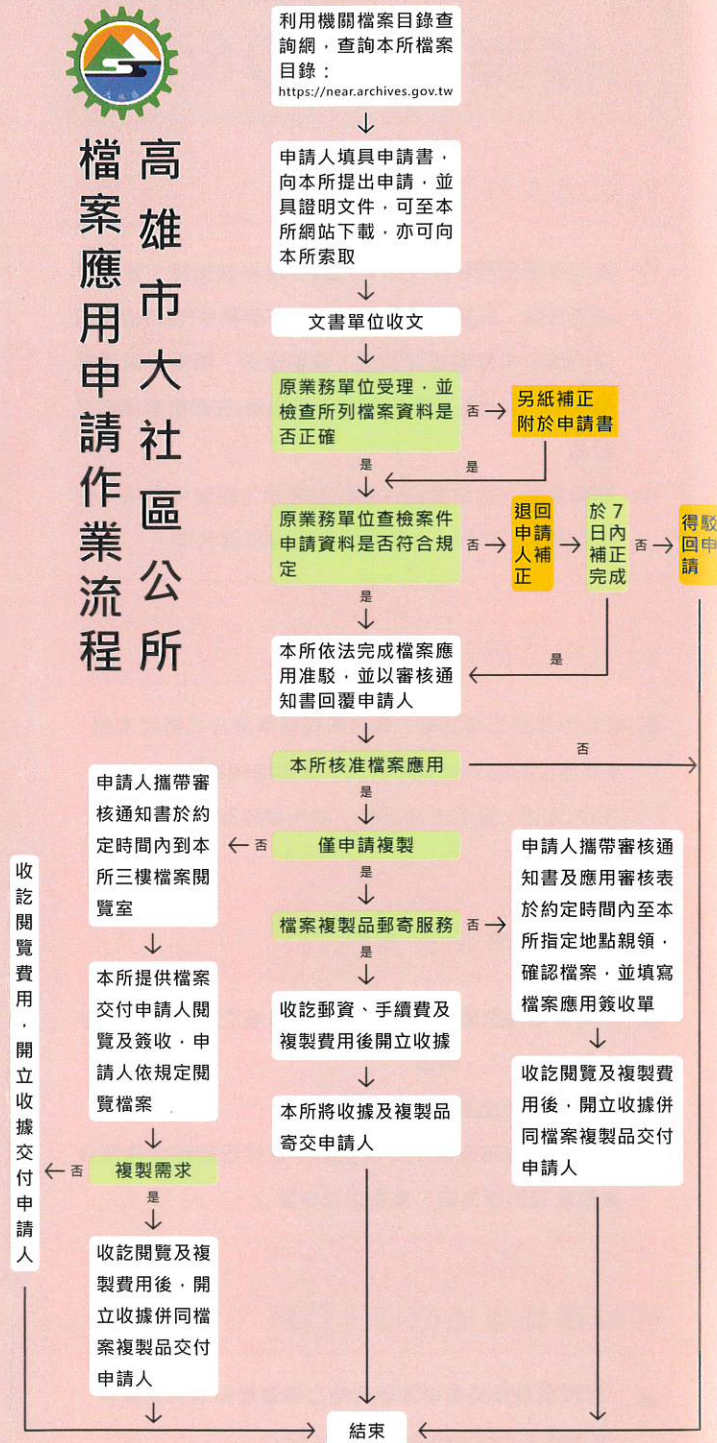 高雄市大社區公所
檔案應用申請作業流程
利用機關檔案目錄查
詢網，查詢本所檔案
目錄：
https://near.archives.gov.tw
申請人填具申請書，
向本所提出申請，並
具證明文件，可至本
所網站下載，亦可向
本所索取
文書單位收文
原業務單位受理，並
檢查所列檔案資料是
否正確
否
另紙補正
附於申請書
是
是
原業務單位查檢案件
申請資料是否符合規
定
否
退回
申請
人補
正
於7
日內
補正
完成
否
得駁
回申
請
是
是
本所依法完成檔案應
用准駁，並以審核通
知書回覆申請人
本所核准檔案應用
否
是
僅申請複製
否
申請人攜帶審
核通知書於約
定時間內到本
所三樓檔案閱
覽室
是
檔案複製品郵寄服務
否
申請人攜帶審核通
知書及應用審核表
於約定時間內至本
所指定地點親領，
確認檔案，並填寫
檔案應用簽收單
是
本所提供檔案
交付申請人閱
覽及簽收，申
請人依規定閱
覽檔案
收訖郵資、手續費及
複製費用後開立收據
收訖閱覽及複製費
用後，開立收據併
同檔案複製品交付
申請人
本所將收據及複製品
寄交申請人
複製需求
否
收訖閱覽費用，開立收據交付申請人
是
收訖閱覽及複
製費用後，開
立收據併同檔
案複製品交付
申請人
結束